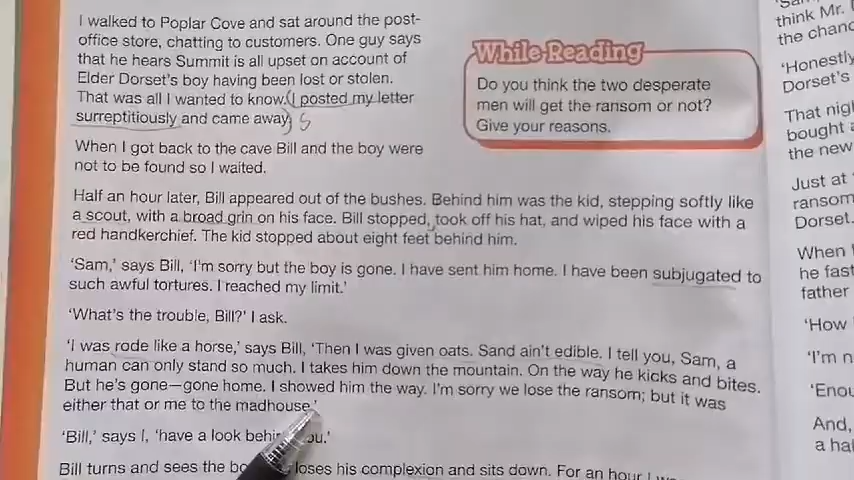 I walked to Poplar Cove and sat around the post-
office store, chatting to customers. One guy says
that he hears Summit is all upset on account of
Elder Dorset's boy having been lost or stolen.
That was all I wanted to know. (I posted my letter
surreptitiously and came away.) S
When I got back to the cave Bill and the boy were
not to be found so I waited.
While Reading
Do you think the two desperate
men will get the ransom or not?
Give your reasons.
Half an hour later, Bill appeared out of the bushes. Behind him was the kid, stepping softly like
a scout, with a broad grin on his face. Bill stopped, took off his hat, and wiped his face with a
red handkerchief. The kid stopped about eight feet behind him.
'Sam,' says Bill, 'I'm sorry but the boy is gone. I have sent him home. I have been subjugated to
such awful tortures. I reached my limit.'
'What's the trouble, Bill?' I ask.
'I was rode like a horse,' says Bill, 'Then I was given oats. Sand ain't edible. I tell you, Sam, a
human can only stand so much. I takes him down the mountain. On the way he kicks and bites.
But he's gone—gone home. I showed him the way. I'm sorry we lose the ransom; but it was
either that or me to the madhouse.'
'Bill,' says I, 'have a look
Bill turns and sees the loses his complexion and sits down. For an hour I
think Mr.
the
'Honestly
Dorset's
That
bought
the new
Just at
ransom
Dorset.
When
he
father
'How
'I'm
And,
a